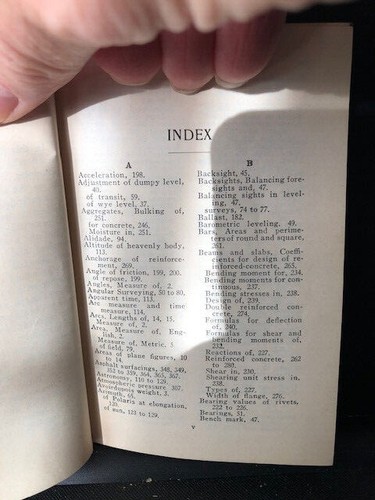 INDEX
A
Acceleration, 198.
Adjustment of dumpy level,
40.
of transit, 59.
of wye level, 37.
Aggregates, Bulking of,
251.
for concrete, 246.
Moisture in, 251.
Alidade, 94.
Altitude of heavenly body,
113.
Anchorage of reinforce-
ment, 269.
Angle of friction, 199, 200.
of repose, 199.
Angles, Measure of, 2.
Angular Surveying, 50 to 80.
Apparent time, 113.
Arc measure and time
measure, 114.
Arcs, Lengths of, 14, 15.
Measure of, 2.
Area, Measures of, Eng-
lish, 2.
Measures of, Metric,
of field, 79.
Areas of plane figures, 10
to 14.
Asphalt surfacings, 348, 349,
352 to 359, 364, 365, 367.
Astronomy, 110 to 129.
Atmospheric pressure, 307.
Avoirdupois weight, 3.
Azimuth, 65.
of Polaris at elongation,
125.
of sun, 123 to 129.
B
Backsight, 45.
Backsights, Balancing fore-
sights and, 47.
Balancing sights in level-
ing, 47.
surveys, 74 to 77.
Ballast, 182.
Barometric leveling, 49.
Bars, Areas and perime-
ters of round and square,
261.
Beams and slabs, Coeffi-
cients for design of re-
inforced-concrete, 265.
Bending moment for, 234.
Bending moments for con-
tinuous, 237.
Bending stresses in, 238.
Design of, 239.
Double reinforced con-
crete, 274.
Formulas for deflection
of, 240.
Formulas for shear and
bending moments of,
232.
Reactions of, 227.
Reinforced concrete, 262
to 280.
Shear in, 230.
Shearing unit stress in,
238.
Types of, 227.
Width of flange, 276.
Bearing values of rivets,
222 to 226.
Bearings, 51.
Bench mark, 47.
v